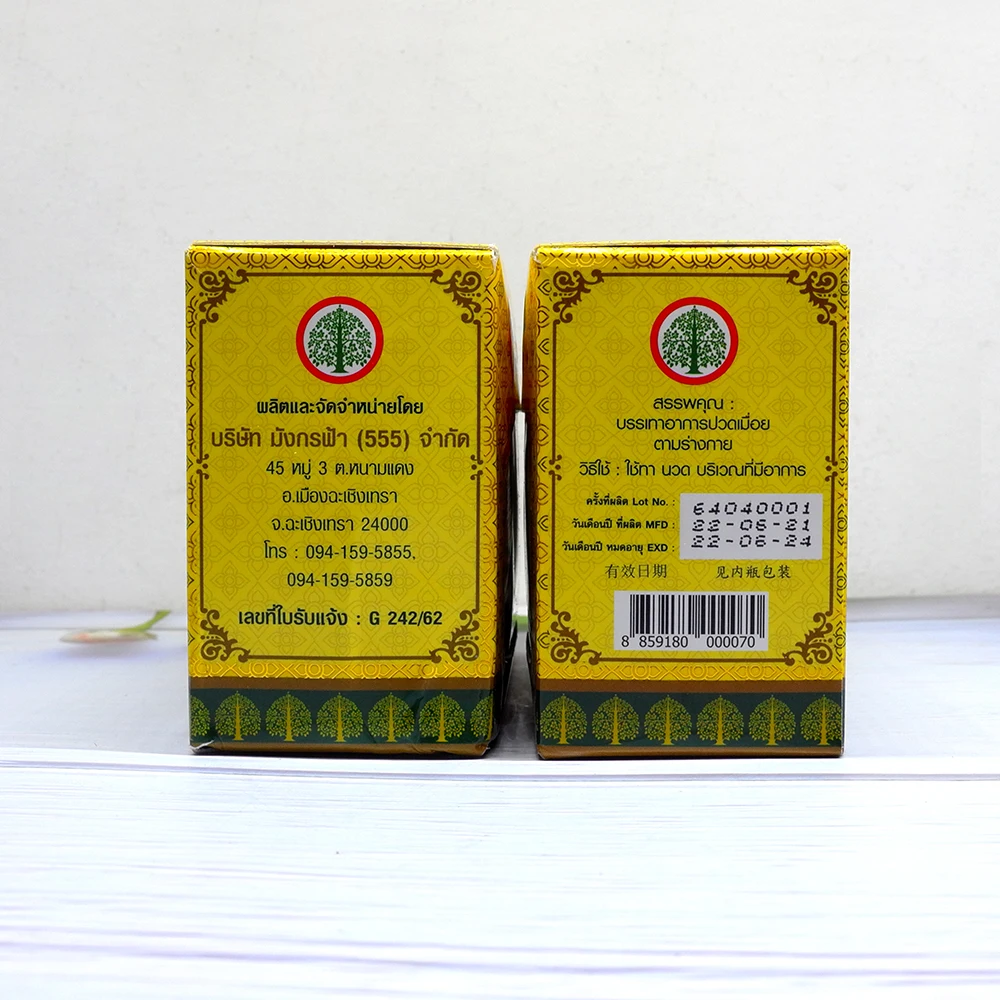 ผลิตและจัดจำหน่ายโดย
บริษัท มังกรฟ้า (555) จำกัด
45 หมู่ 3 ต.หนามแดง
อ.เมืองฉะเชิงเทรา
จ.ฉะเชิงเทรา 24000
โทร : 094-159-5855,
094-159-5859
เลขที่ใบรับแจ้ง : G 242/62
สรรพคุณ :
บรรเทาอาการปวดเมื่อย
ตามร่างกาย
วิธีใช้ : ใช้ทา นวด บริเวณที่มีอาการ
ครั้งที่ผลิต Lot No. : 64040001
วันเดือนปี ที่ผลิต MFD : 22-06-21
วันเดือนปี หมดอายุ EXD : 22-06-24
有效日期 见内瓶包装
8 859180 000070